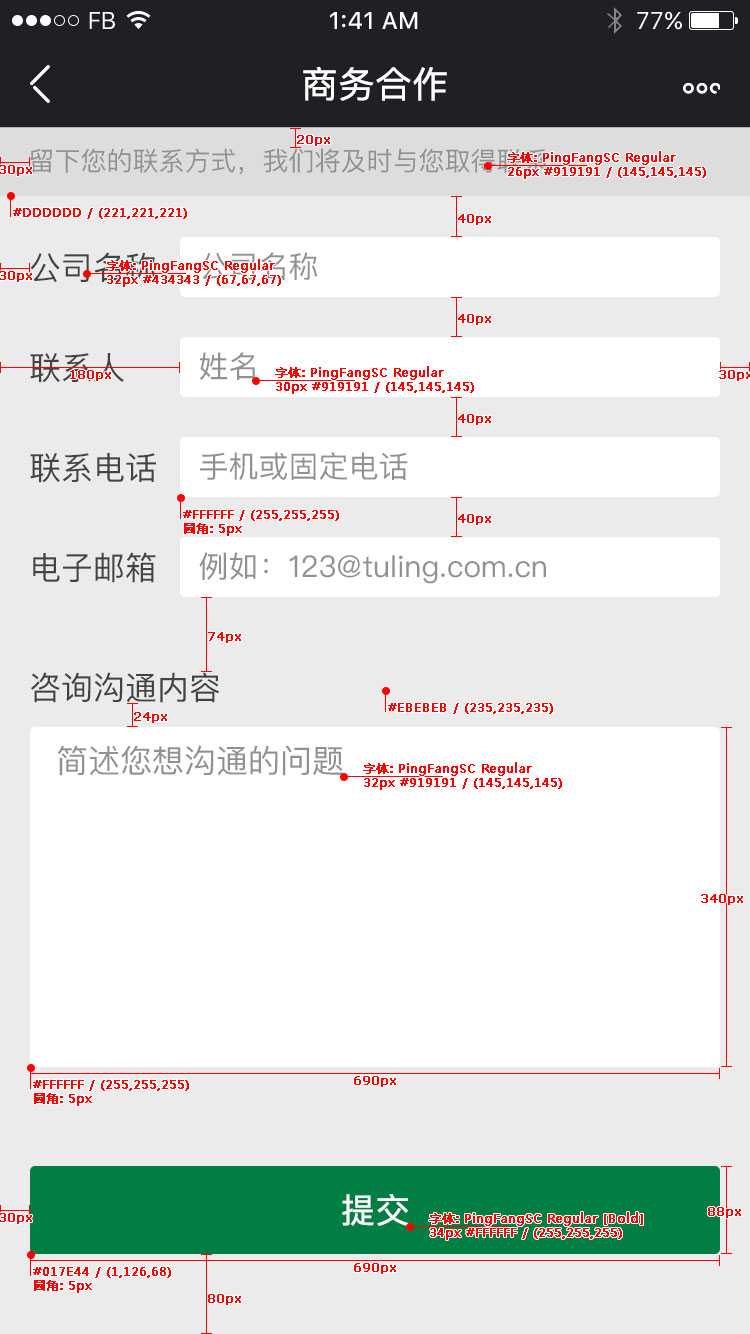 FB 1:41 AM 77%
商务合作
20px
留下您的联系方式，我们将及时与您取得联系
字体: PingFangSC Regular
26px #919191 / (145,145,145)
30px
#DDDDDD / (221,221,221)
40px
公司名称 公司名称
字体: PingFangSC Regular
32px #434343 / (67,67,67)
30px
40px
联系人 姓名
180px
字体: PingFangSC Regular
30px #919191 / (145,145,145)
30px
40px
联系电话 手机或固定电话
#FFFFFF / (255,255,255)
圆角: 5px
40px
电子邮箱 例如：123@tuling.com.cn
74px
咨询沟通内容
#EBEBEB / (235,235,235)
24px
简述您想沟通的问题
字体: PingFangSC Regular
32px #919191 / (145,145,145)
340px
690px
#FFFFFF / (255,255,255)
圆角: 5px
提交
字体: PingFangSC Regular [Bold]
34px #FFFFFF / (255,255,255)
30px
88px
690px
#017E44 / (1,126,68)
圆角: 5px
80px